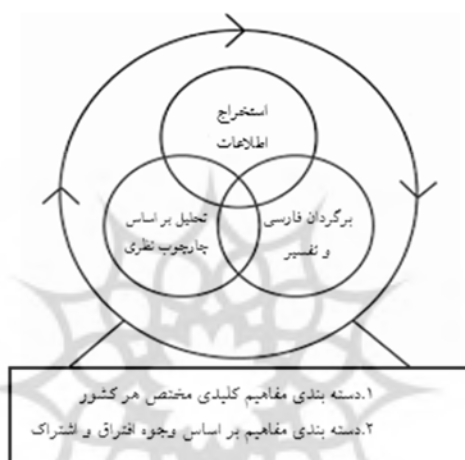 استخراج
اطلاعات
برگردان فارسی
و تفسیر
تحلیل بر اساس
چارچوب نظری
۱.دسته بندی مفاهیم کلیدی مختص هر کشور
۲.دسته بندی مفاهیم بر اساس وجوه افتراق و اشتراک